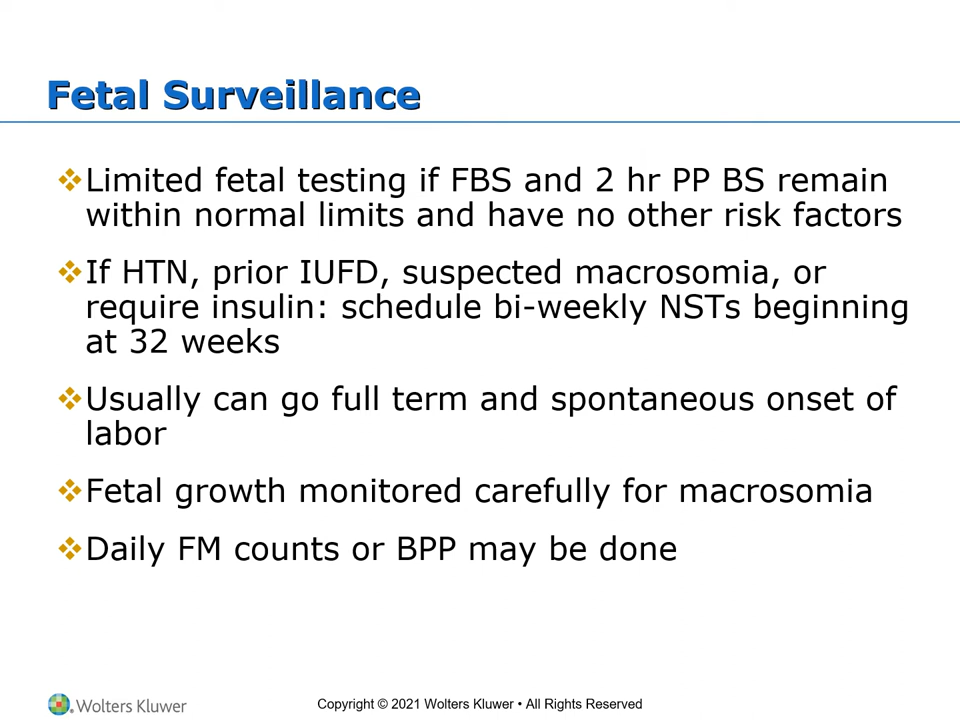 Fetal Surveillance
❖Limited fetal testing if FBS and 2 hr PP BS remain
within normal limits and have no other risk factors
❖If HTN, prior IUFD, suspected macrosomia, or
require insulin: schedule bi-weekly NSTs beginning
at 32 weeks
❖Usually can go full term and spontaneous onset of
labor
❖Fetal growth monitored carefully for macrosomia
❖Daily FM counts or BPP may be done
Wolters Kluwer
Copyright © 2021 Wolters Kluwer • All Rights Reserved